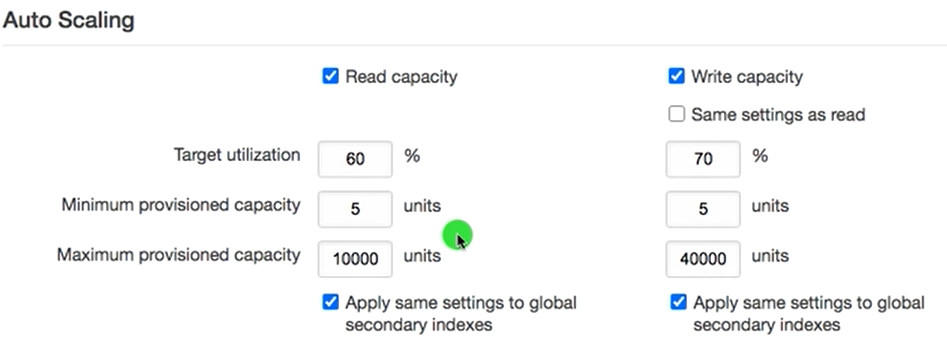 Auto Scaling
Read capacity Write capacity
Same settings as read
Target utilization 60 % 70 %
Minimum provisioned capacity 5 units 5 units
Maximum provisioned capacity 10000 units 40000 units
Apply same settings to global Apply same settings to global
secondary indexes secondary indexes